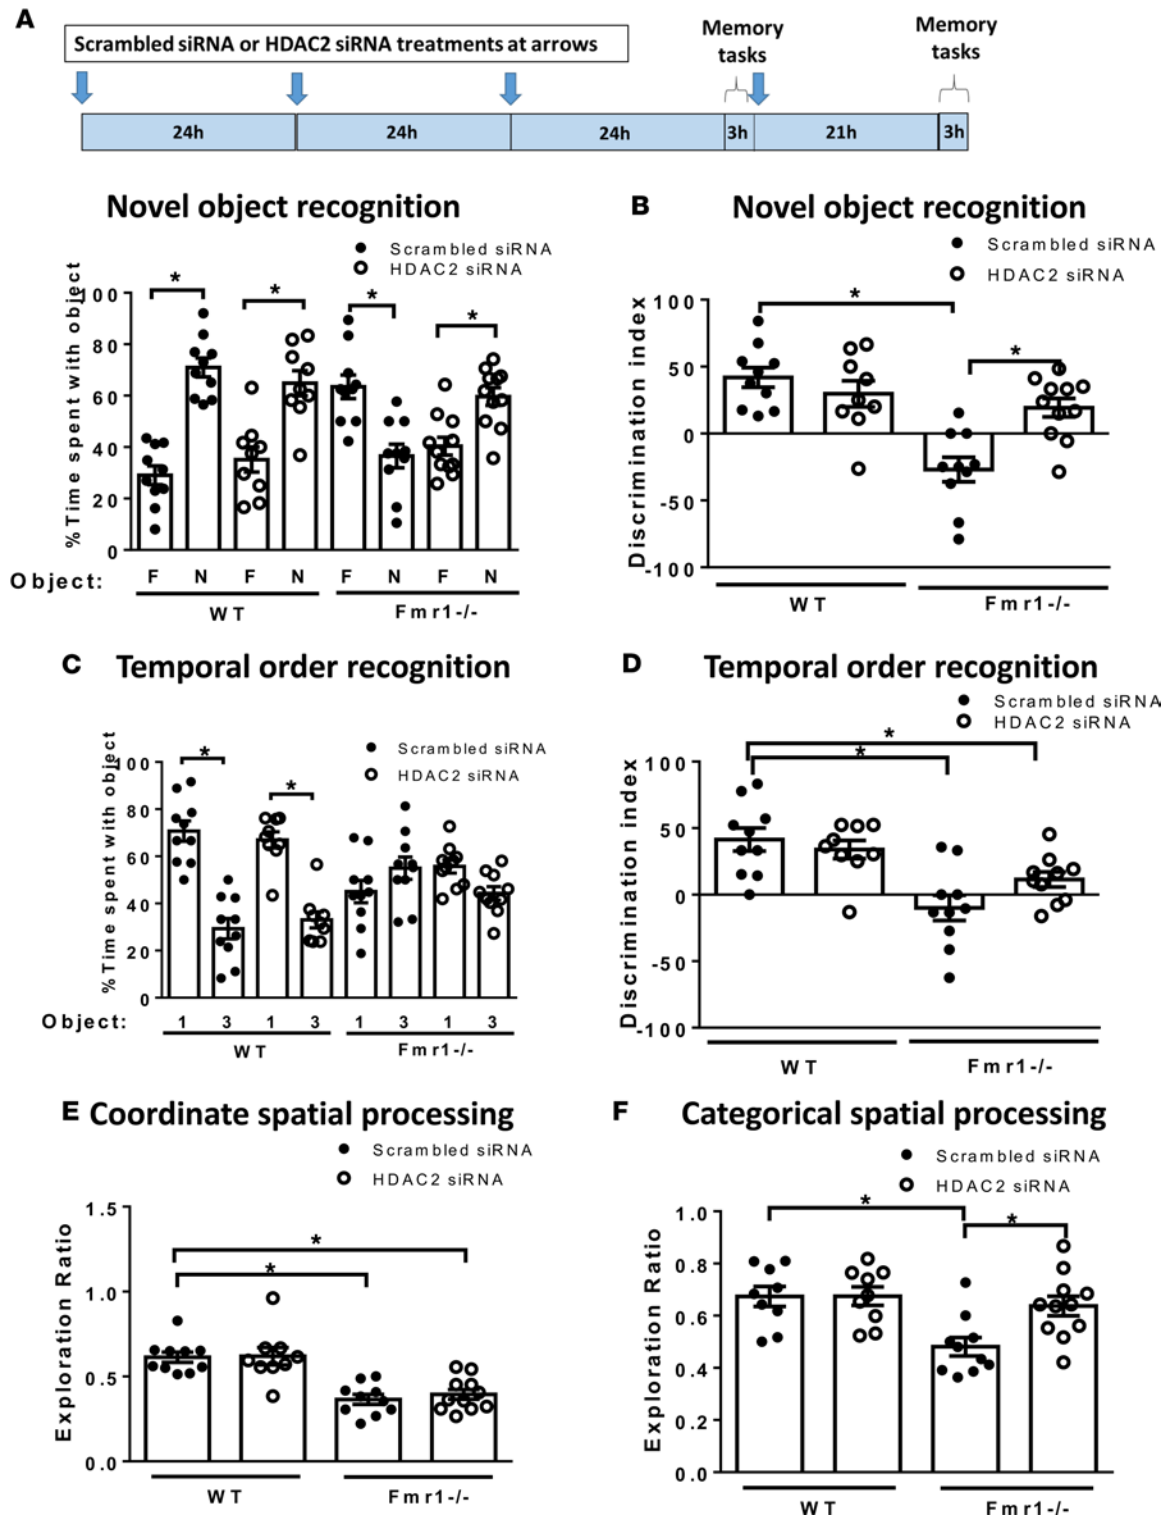 A
Scrambled siRNA or HDAC2 siRNA treatments at arrows
Memory tasks
Memory tasks
24h 24h 24h 3h 21h 3h
Novel object recognition
Scrambled siRNA
HDAC2 siRNA
%Time spent with object
100
80
60
40
20
0
* * * *
Object: F N F N F N F N
WT Fmr1-/-
B Novel object recognition
Scrambled siRNA
HDAC2 siRNA
Discrimination index
100
50
0
-50
-100
* *
WT Fmr1-/-
C Temporal order recognition
Scrambled siRNA
HDAC2 siRNA
%Time spent with object
100
80
60
40
20
0
* *
Object: 1 3 1 3 1 3 1 3
WT Fmr1-/-
D Temporal order recognition
Scrambled siRNA
HDAC2 siRNA
Discrimination index
100
50
0
-50
-100
* *
WT Fmr1-/-
E Coordinate spatial processing
Scrambled siRNA
HDAC2 siRNA
Exploration Ratio
1.5
1.0
0.5
0.0
* *
WT Fmr1-/-
F Categorical spatial processing
Scrambled siRNA
HDAC2 siRNA
Exploration Ratio
1.0
0.8
0.6
0.4
0.2
0.0
* *
WT Fmr1-/-